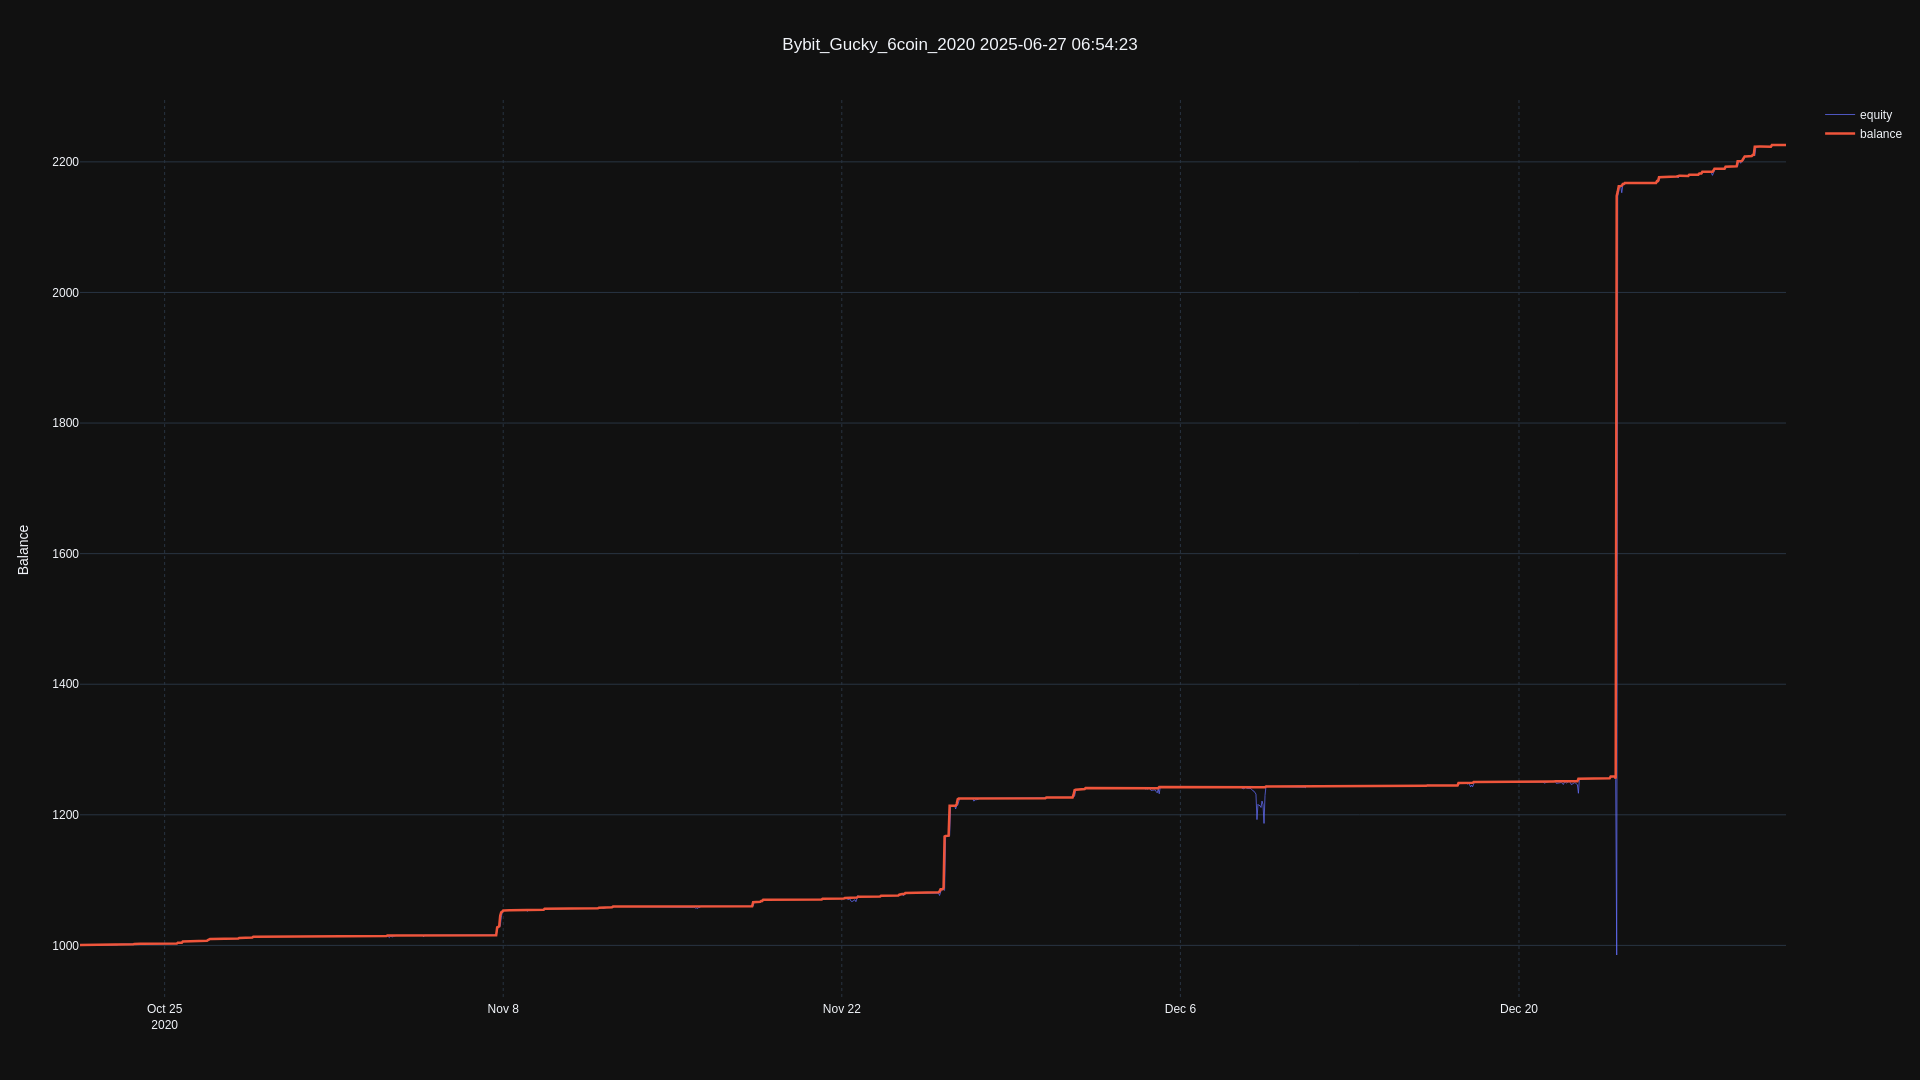 Bybit_Gucky_6coin_2020 2025-06-27 06:54:23
equity
balance
2200
2000
1800
1600
1400
1200
1000
Balance
Oct 25
2020
Nov 8
Nov 22
Dec 6
Dec 20